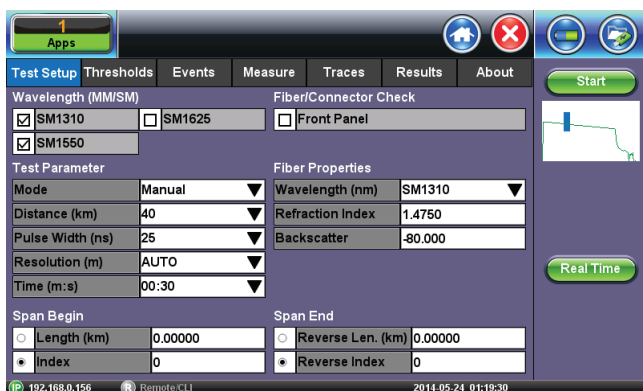 1
Apps
Test Setup Thresholds Events Measure Traces Results About
Wavelength (MM/SM)
SM1310 SM1625
SM1550
Fiber/Connector Check
Front Panel
Start
Test Parameter
Mode Manual
Distance (km) 40
Pulse Width (ns) 25
Resolution (m) AUTO
Time (m:s) 00:30
Fiber Properties
Wavelength (nm) SM1310
Refraction Index 1.4750
Backscatter -80.000
Real Time
Span Begin
Length (km) 0.00000
Index 0
Span End
Reverse Len. (km) 0.00000
Reverse Index 0
IP 192.168.0.156 R Remote/CLI 2014-05-24 01:19:30